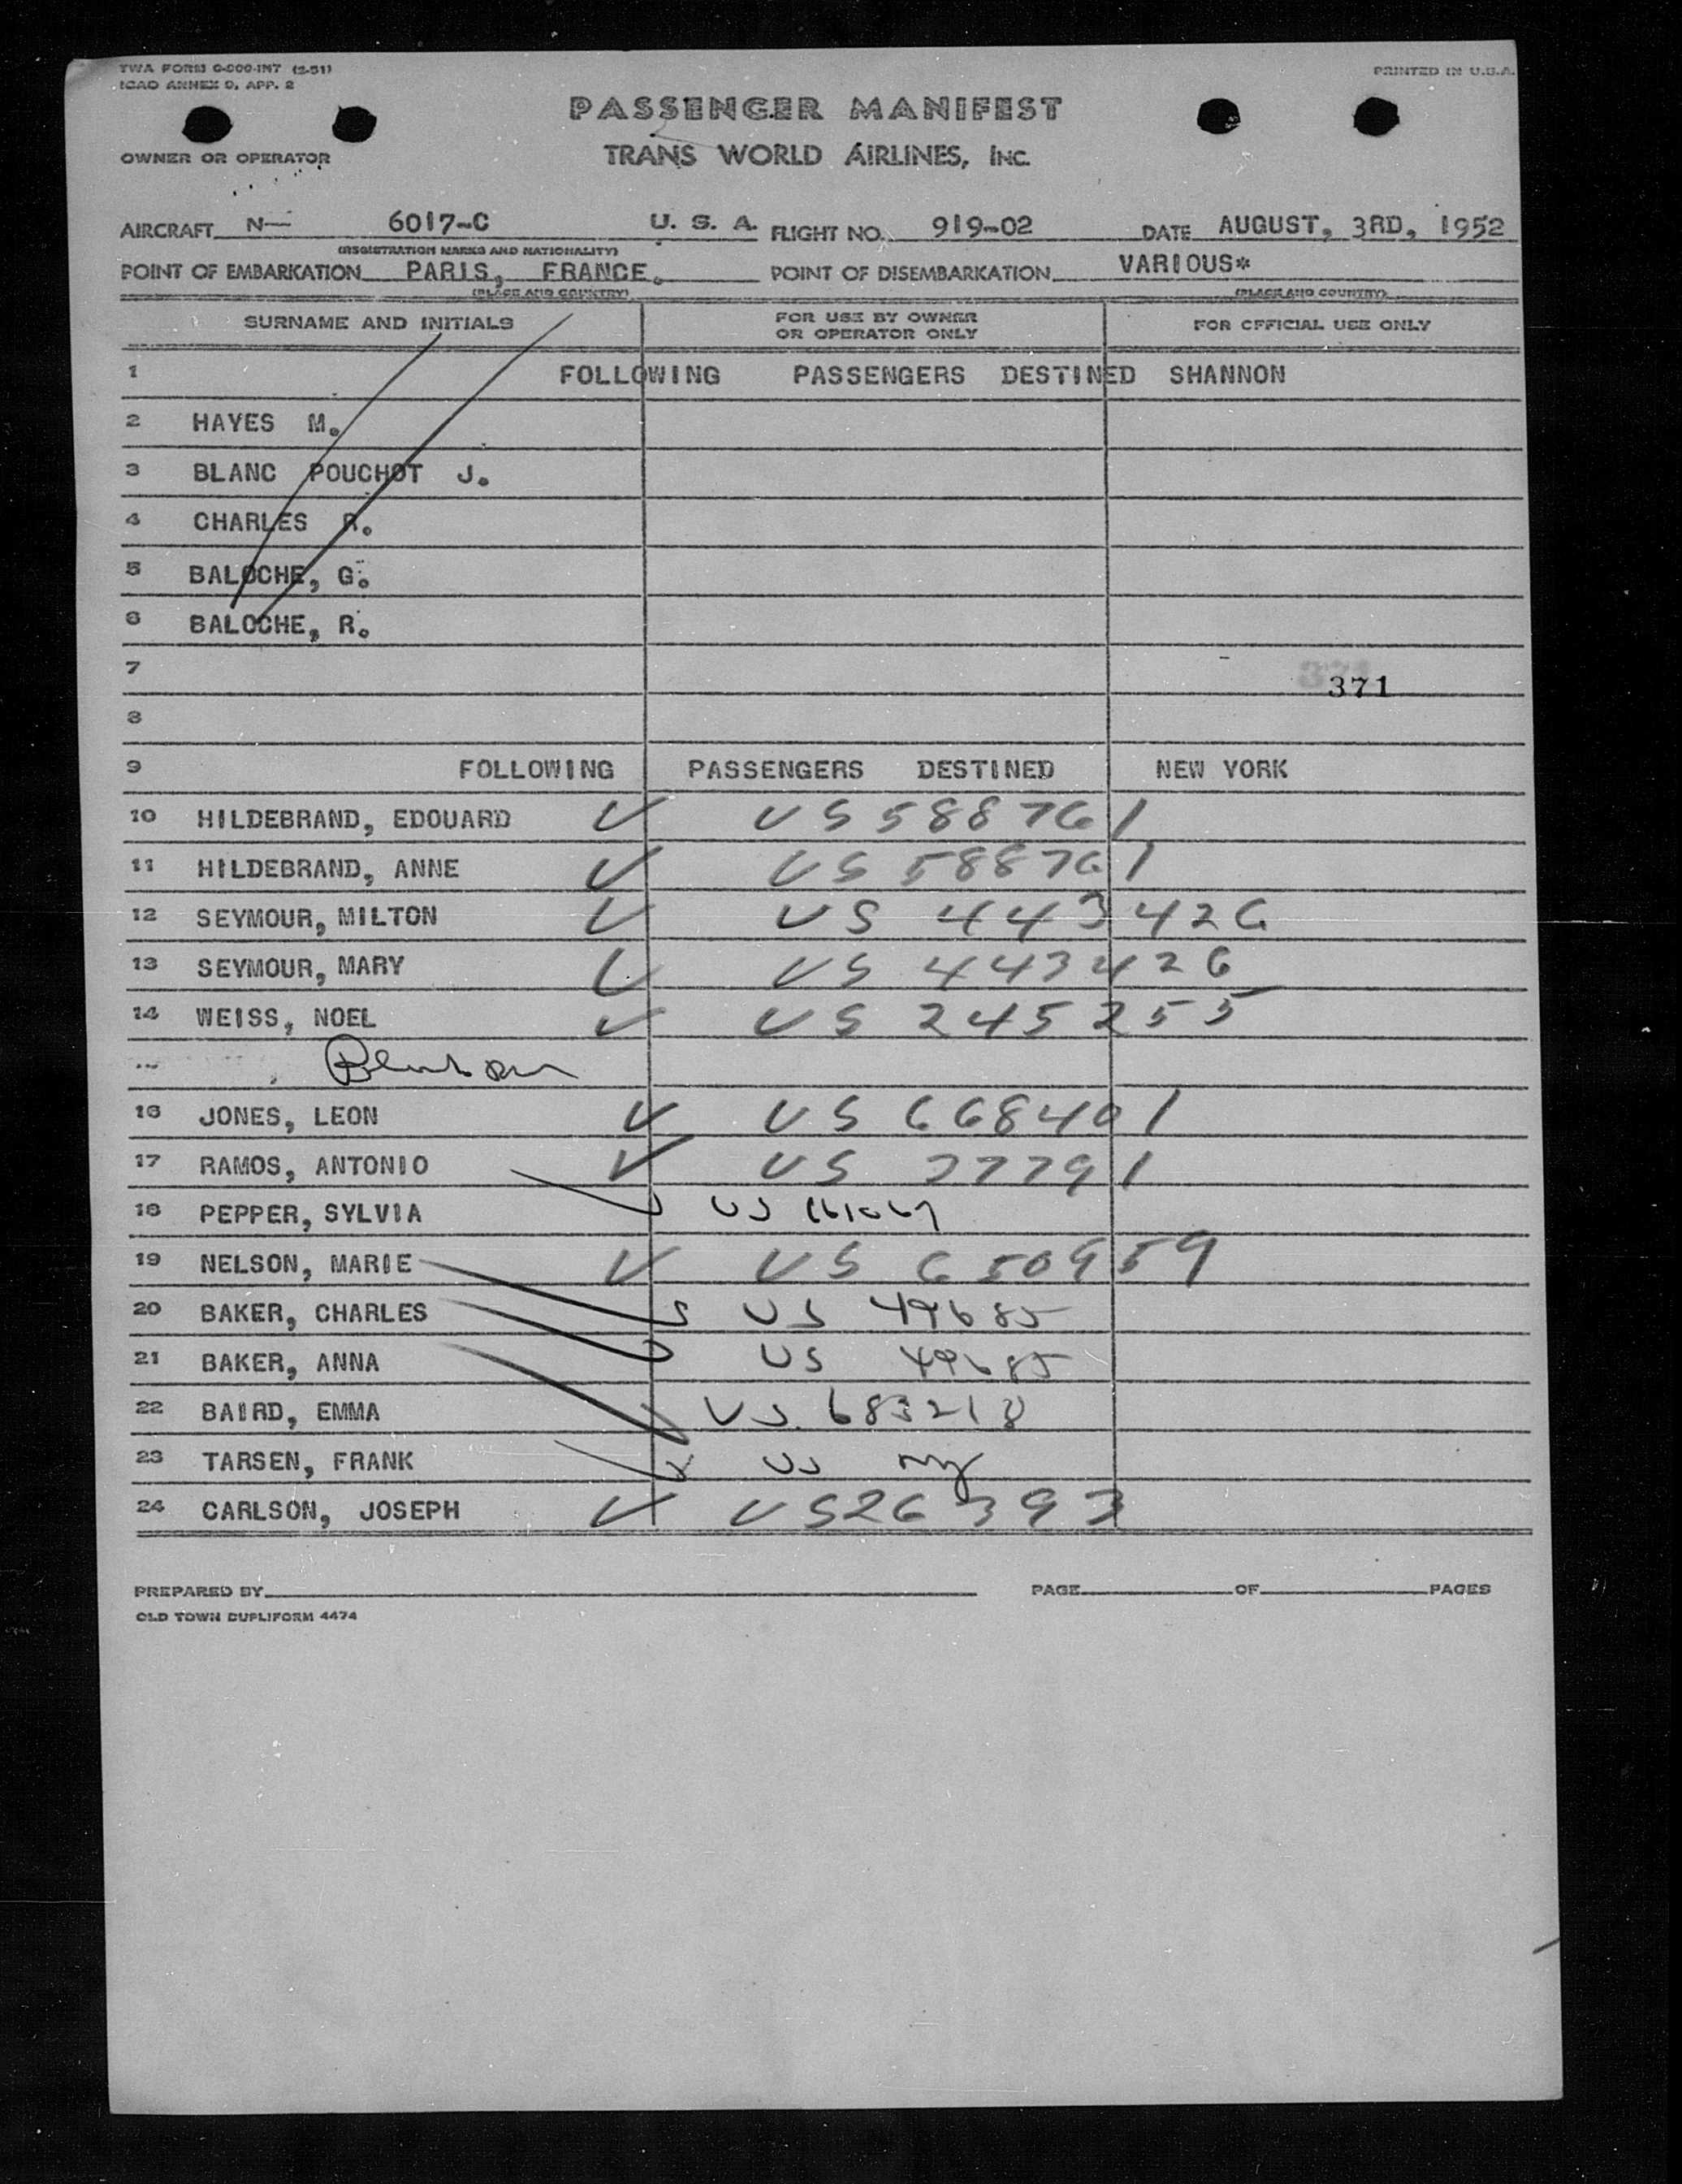 TWA FORM O-200-INT (2-51)
ICAO ANNEX 9, APP. 2
PRINTED IN U.S.A.
PASSENGER MANIFEST
OWNER OR OPERATOR
TRANS WORLD AIRLINES, INC.
AIRCRAFT N— 6017-C U. S. A. FLIGHT NO. 919-02 DATE AUGUST, 3RD, 1952
(REGISTRATION MARKS AND NATIONALITY)
POINT OF EMBARKATION PARIS, FRANCE. POINT OF DISEMBARKATION VARIOUS*
(PLACE AND COUNTRY) (PLACE AND COUNTRY)
SURNAME AND INITIALS FOR USE BY OWNER OR OPERATOR ONLY FOR OFFICIAL USE ONLY
1 FOLLOWING PASSENGERS DESTINED SHANNON
2 HAYES M.
3 BLANC POUCHOT J.
4 CHARLES R.
5 BALOCHE, G.
6 BALOCHE, R.
7 371
8
9 FOLLOWING PASSENGERS DESTINED NEW YORK
10 HILDEBRAND, EDOUARD ✓ US 588761
11 HILDEBRAND, ANNE ✓ US 588761
12 SEYMOUR, MILTON ✓ US 443426
13 SEYMOUR, MARY ✓ US 443426
14 WEISS, NOEL ✓ US 245255
16 JONES, LEON ✓ US 668401
17 RAMOS, ANTONIO ✓ US 77791
18 PEPPER, SYLVIA US
19 NELSON, MARIE ✓ US 650959
20 BAKER, CHARLES US 49685
21 BAKER, ANNA US 49685
22 BAIRD, EMMA US. 683218
23 TARSEN, FRANK US
24 CARLSON, JOSEPH ✓ US 26393
PREPARED BY PAGE OF PAGES
OLD TOWN DUPLIFORM 4474